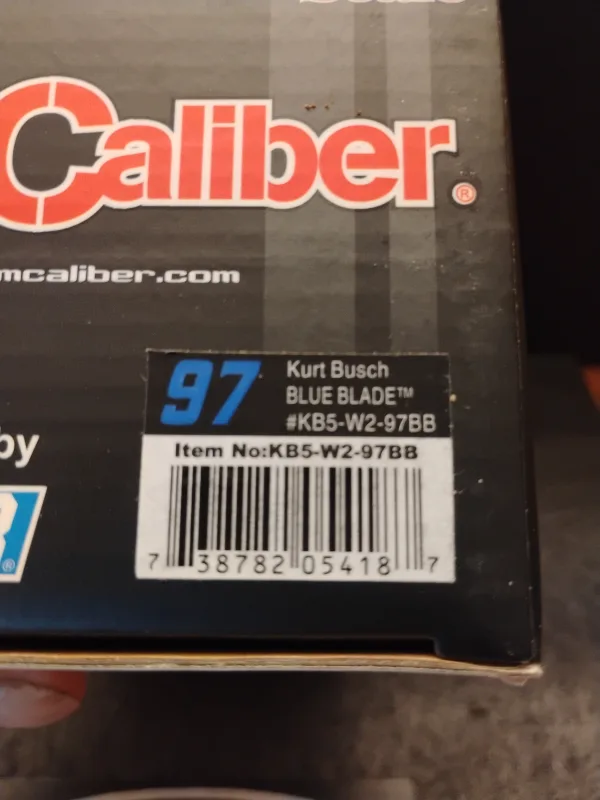 Caliber®
mcaliber.com
97
Kurt Busch
BLUE BLADE™
#KB5-W2-97BB
by
Item No:KB5-W2-97BB
R®
7 38782 05418 7